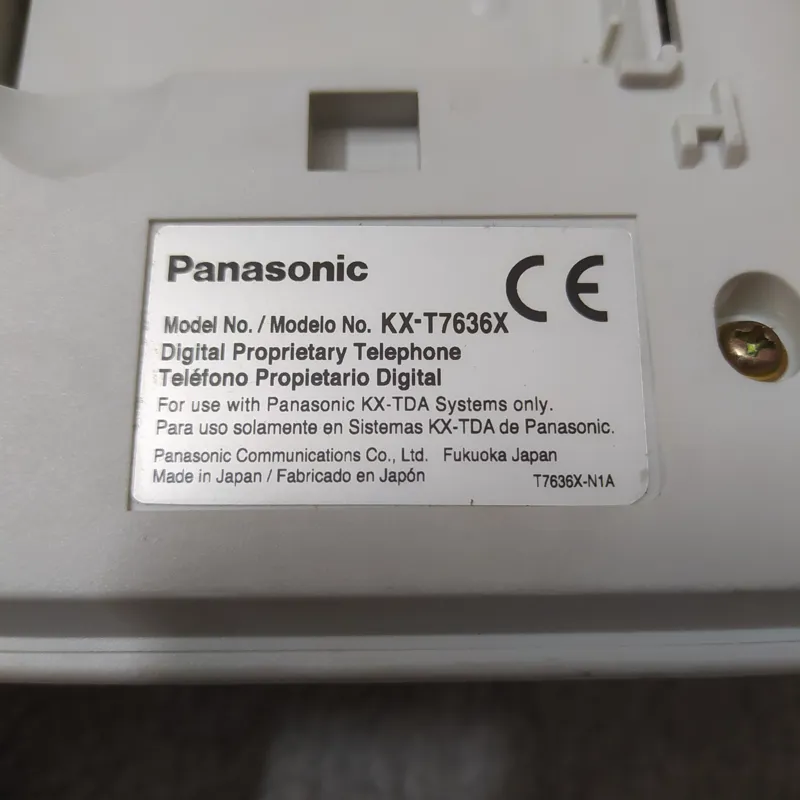 Panasonic
CE
Model No. / Modelo No. KX-T7636X
Digital Proprietary Telephone
Teléfono Propietario Digital
For use with Panasonic KX-TDA Systems only.
Para uso solamente en Sistemas KX-TDA de Panasonic.
Panasonic Communications Co., Ltd. Fukuoka Japan
Made in Japan / Fabricado en Japón
T7636X-N1A